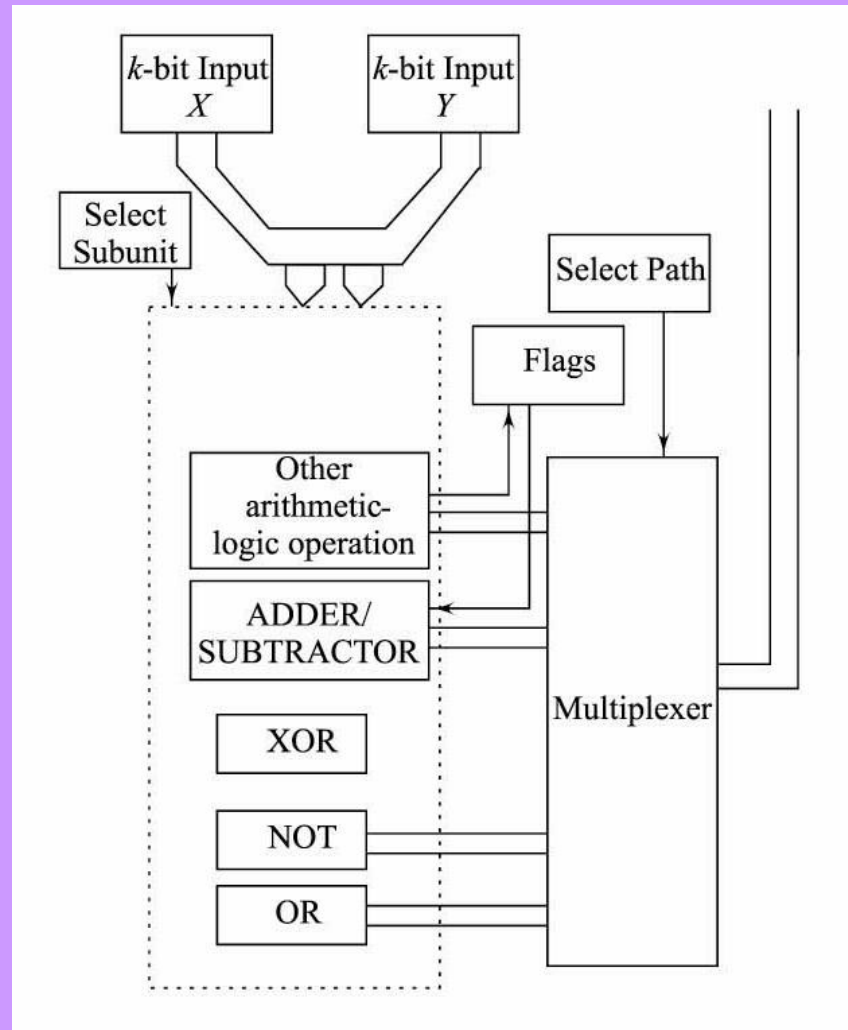 k-bit Input
X
k-bit Input
Y
Select
Subunit
Select Path
Flags
Other
arithmetic-
logic operation
ADDER/
SUBTRACTOR
Multiplexer
XOR
NOT
OR